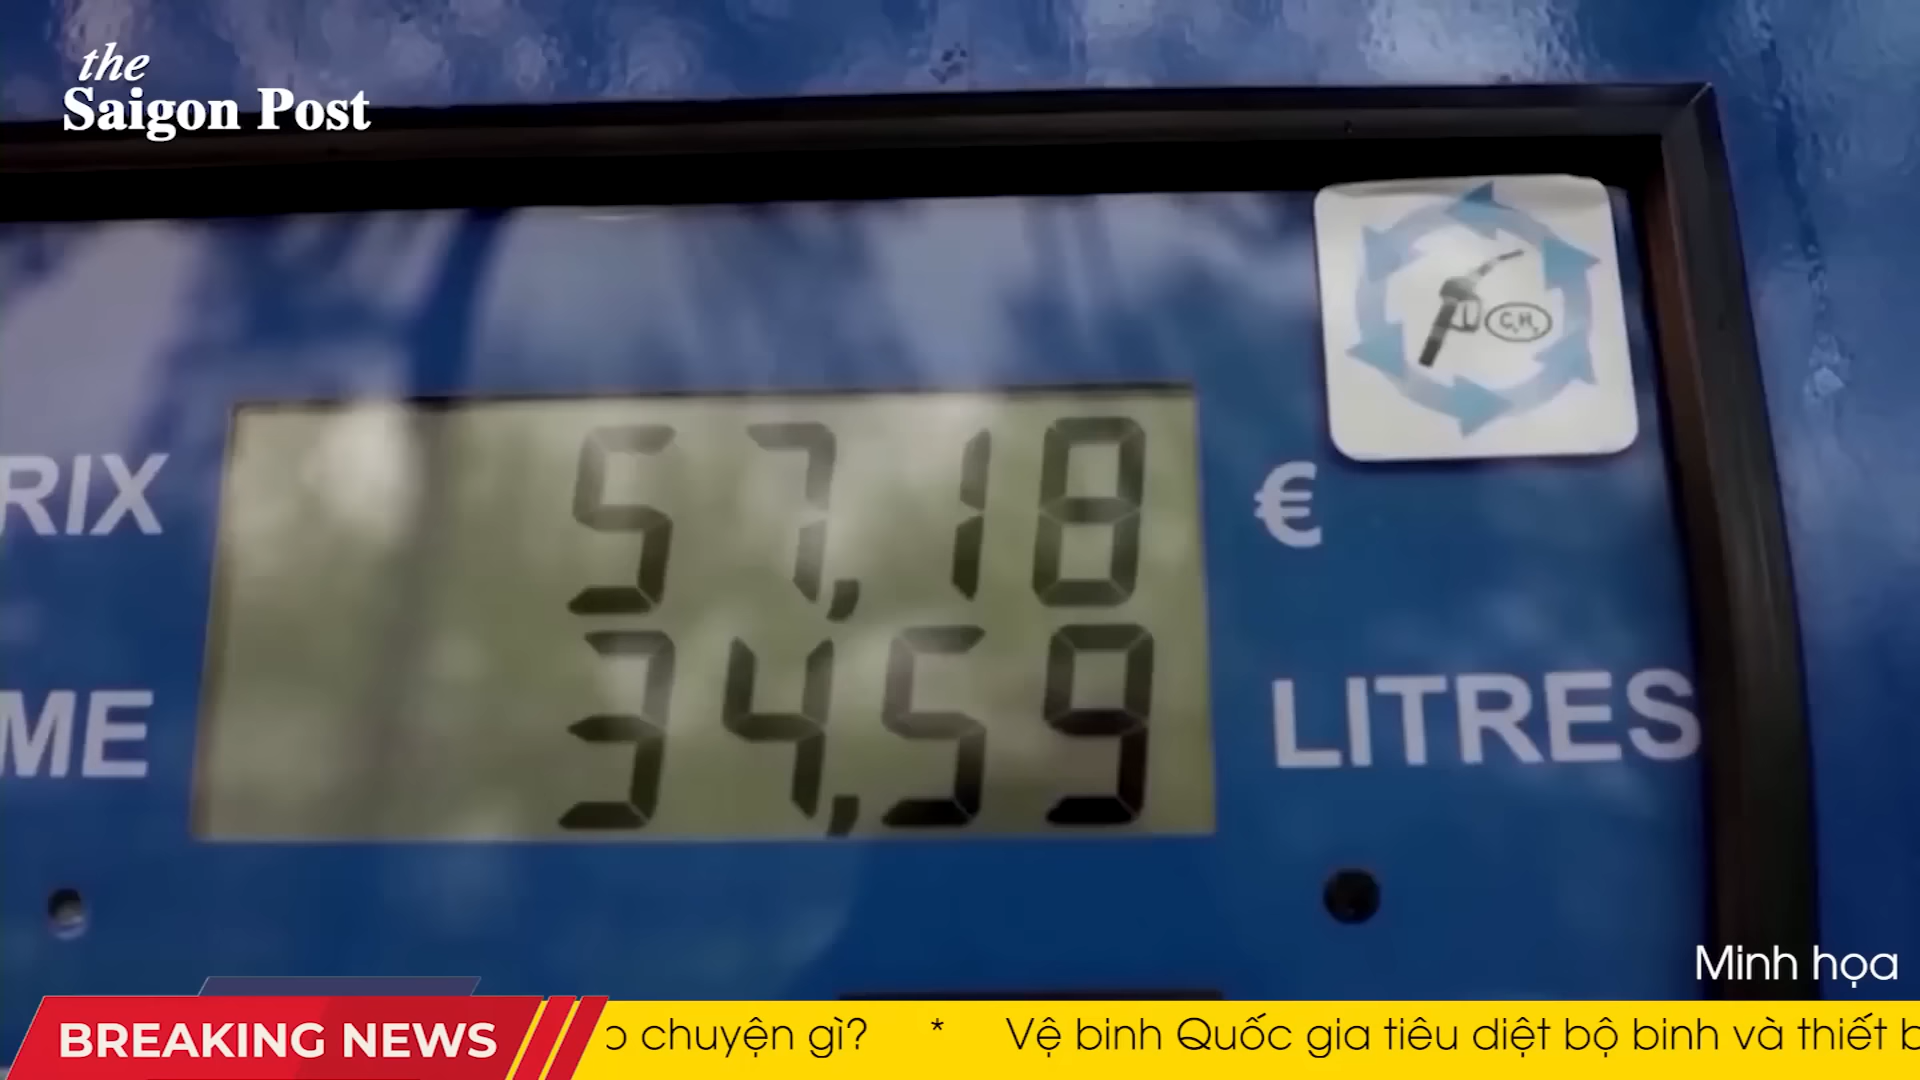 the
Saigon Post
RIX 57,18 €
ME 34,59 LITRES
Minh họa
BREAKING NEWS
chuyện gì? * Vệ binh Quốc gia tiêu diệt bộ binh và thiết